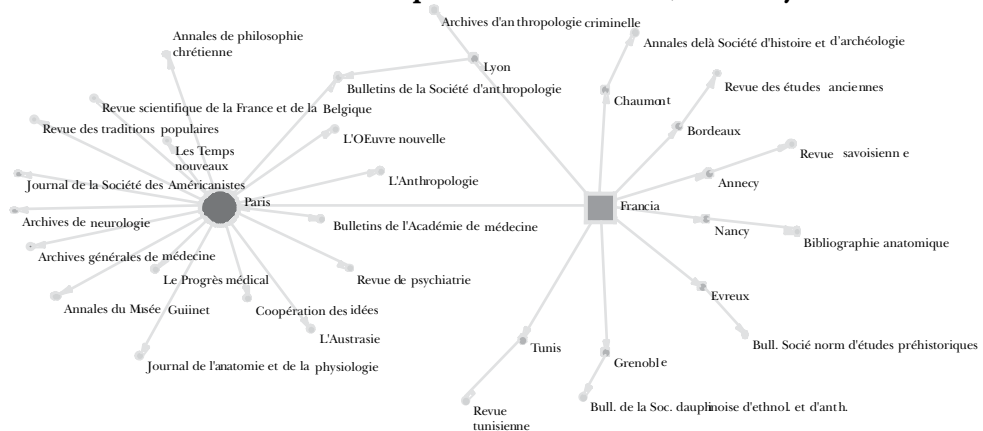 Archives d'an thropologie criminelle
Annales de philosophie
chrétienne
Annales delà Société d'histoire et d'archéologie
Lyon
Bulletins de la Société d'anthropologie
Revue des études anciennes
Chaumont
Revue scientifique de la France et de la Belgique
Revue des traditions populaires
L'OEuvre nouvelle
Bordeaux
Les Temps
nouveaux
Revue savoisienne
Journal de la Société des Américanistes
L'Anthropologie
Annecy
Paris
Francia
Archives de neurologie
Bulletins de l'Académie de médecine
Nancy
Bibliographie anatomique
Archives générales de médecine
Le Progrès médical
Revue de psychiatrie
Evreux
Annales du Musée Guiinet
Coopération des idées
L'Austrasie
Tunis
Bull. Socié norm d'études préhistoriques
Journal de l'anatomie et de la physiologie
Grenoble
Revue
tunisienne
Bull. de la Soc. dauphinoise d'ethnol. et d'anth.